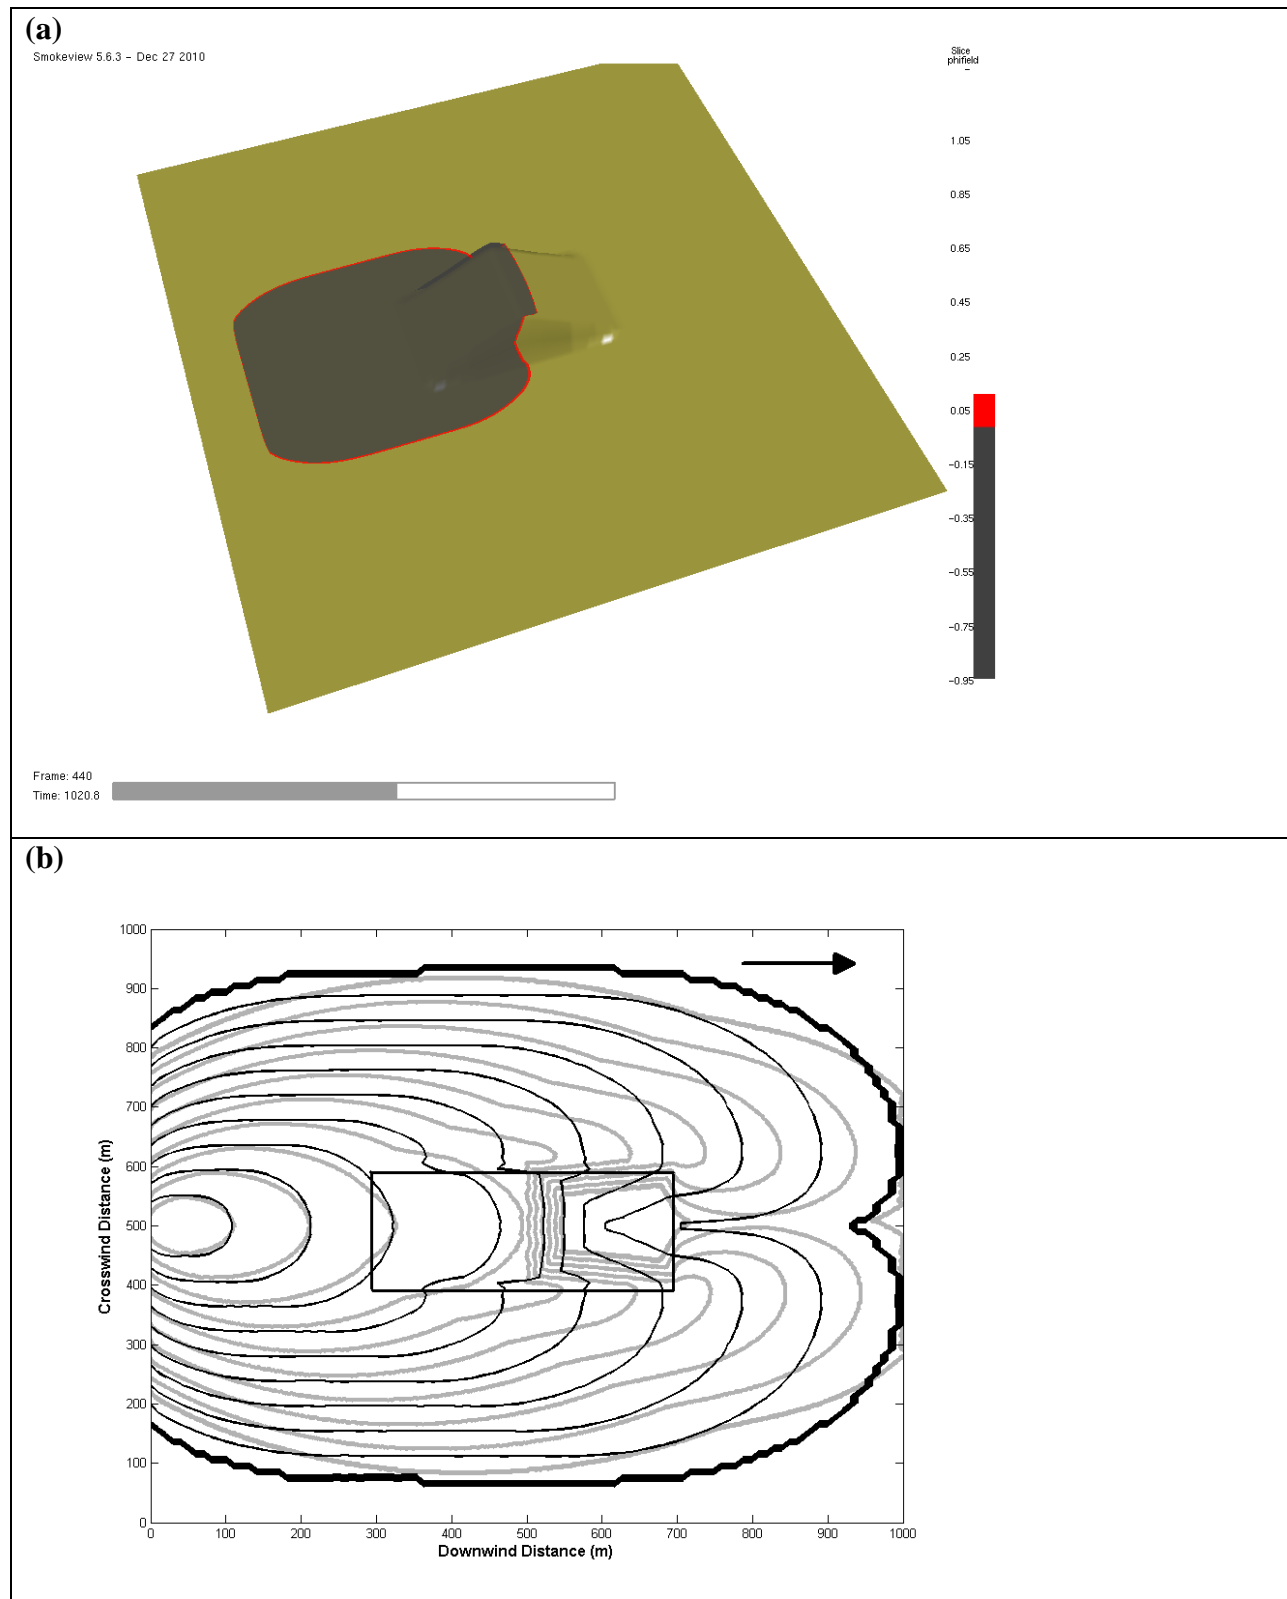 (a)
Smokeview 5.6.3 – Dec 27 2010
Slice
phifield
–
1.05
0.85
0.65
0.45
0.25
0.05
–0.15
–0.35
–0.55
–0.75
–0.95
Frame: 440
Time: 1020.8
(b)
1000
900
800
700
600
500
400
300
200
100
0
Crosswind Distance (m)
0 100 200 300 400 500 600 700 800 900 1000
Downwind Distance (m)